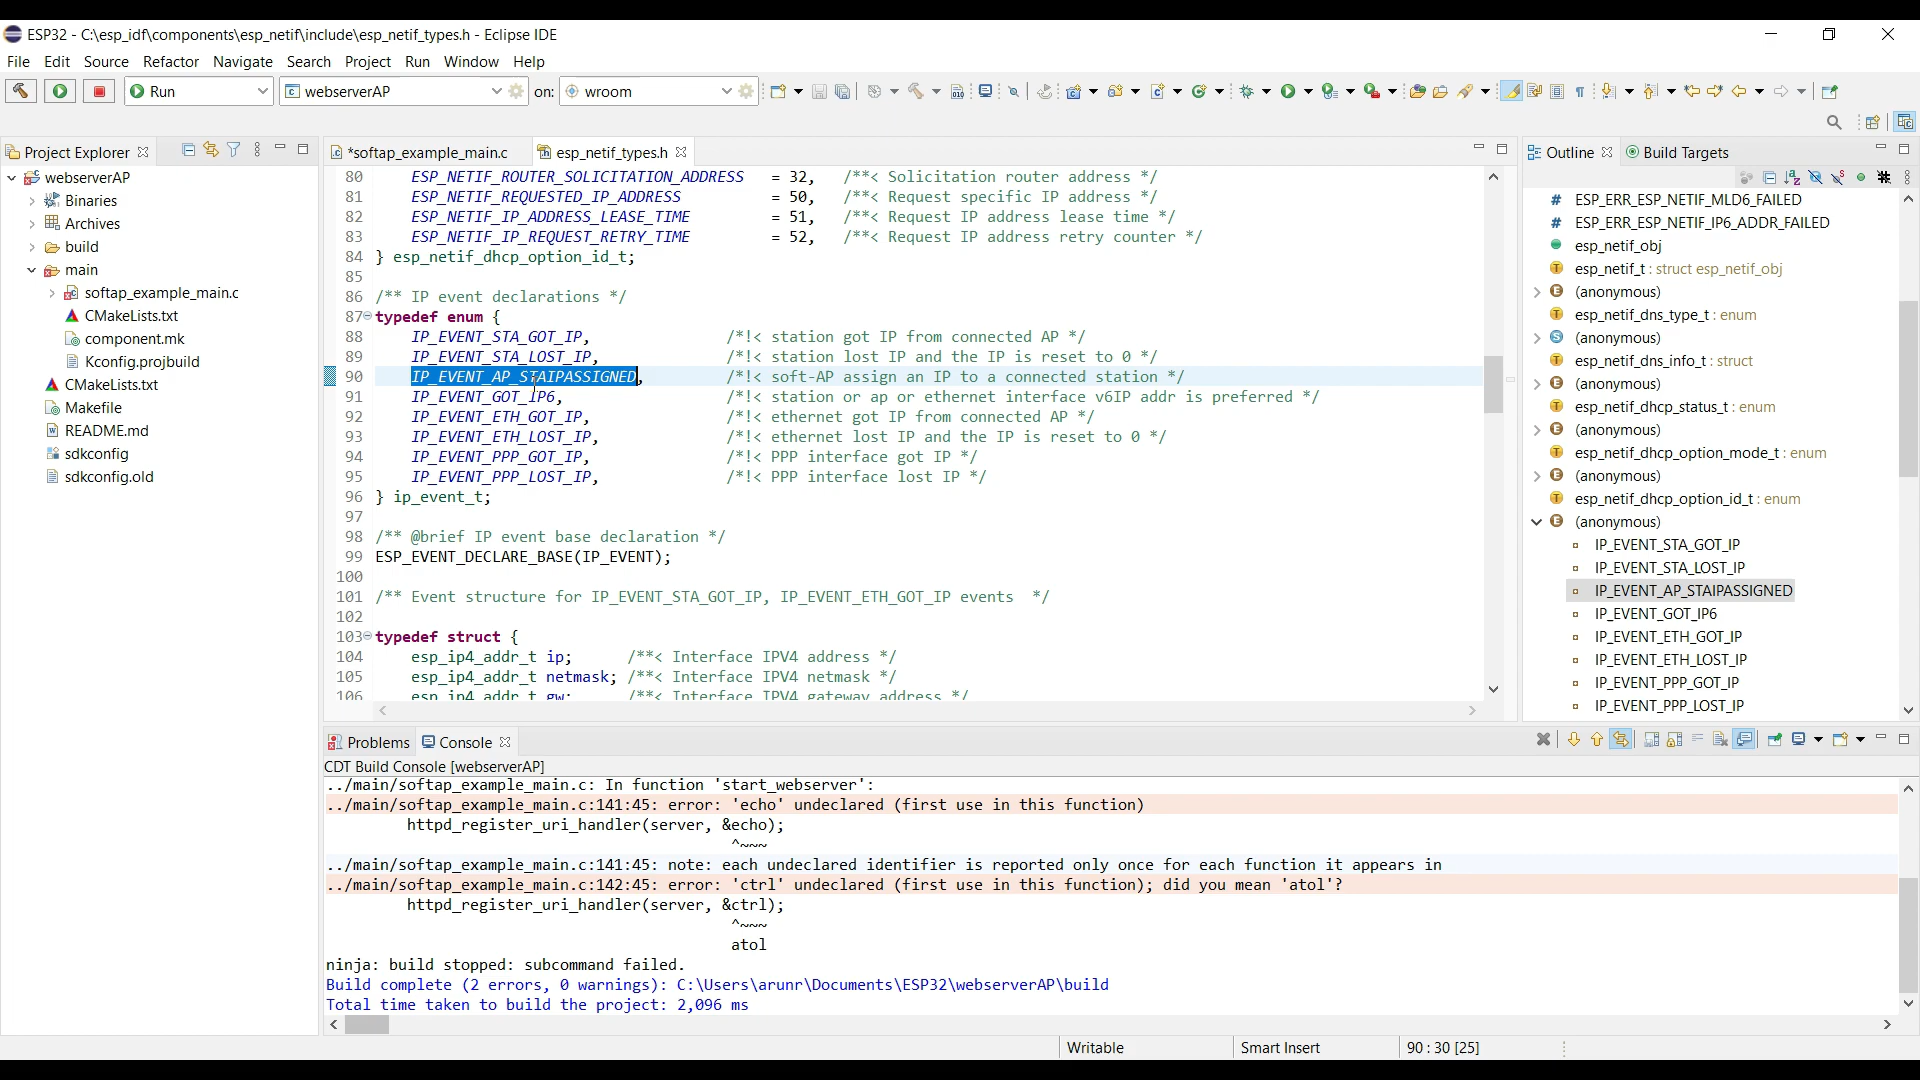 ESP32 - C:\esp_idf\components\esp_netif\include\esp_netif_types.h - Eclipse IDE
File Edit Source Refactor Navigate Search Project Run Window Help
Run webserverAP on: wroom
Project Explorer
webserverAP
Binaries
Archives
build
main
softap_example_main.c
CMakeLists.txt
component.mk
Kconfig.projbuild
CMakeLists.txt
Makefile
README.md
sdkconfig
sdkconfig.old
*softap_example_main.c esp_netif_types.h
80 ESP_NETIF_ROUTER_SOLICITATION_ADDRESS = 32, /**< Solicitation router address */
81 ESP_NETIF_REQUESTED_IP_ADDRESS = 50, /**< Request specific IP address */
82 ESP_NETIF_IP_ADDRESS_LEASE_TIME = 51, /**< Request IP address lease time */
83 ESP_NETIF_IP_REQUEST_RETRY_TIME = 52, /**< Request IP address retry counter */
84 } esp_netif_dhcp_option_id_t;
85
86 /** IP event declarations */
87 typedef enum {
88 IP_EVENT_STA_GOT_IP, /*!< station got IP from connected AP */
89 IP_EVENT_STA_LOST_IP, /*!< station lost IP and the IP is reset to 0 */
90 IP_EVENT_AP_STAIPASSIGNED, /*!< soft-AP assign an IP to a connected station */
91 IP_EVENT_GOT_IP6, /*!< station or ap or ethernet interface v6IP addr is preferred */
92 IP_EVENT_ETH_GOT_IP, /*!< ethernet got IP from connected AP */
93 IP_EVENT_ETH_LOST_IP, /*!< ethernet lost IP and the IP is reset to 0 */
94 IP_EVENT_PPP_GOT_IP, /*!< PPP interface got IP */
95 IP_EVENT_PPP_LOST_IP, /*!< PPP interface lost IP */
96 } ip_event_t;
97
98 /** @brief IP event base declaration */
99 ESP_EVENT_DECLARE_BASE(IP_EVENT);
100
101 /** Event structure for IP_EVENT_STA_GOT_IP, IP_EVENT_ETH_GOT_IP events */
102
103 typedef struct {
104 esp_ip4_addr_t ip; /**< Interface IPV4 address */
105 esp_ip4_addr_t netmask; /**< Interface IPV4 netmask */
106 esp_ip4_addr_t gw; /**< Interface IPV4 gateway address */
Outline Build Targets
# ESP_ERR_ESP_NETIF_MLD6_FAILED
# ESP_ERR_ESP_NETIF_IP6_ADDR_FAILED
esp_netif_obj
esp_netif_t : struct esp_netif_obj
(anonymous)
esp_netif_dns_type_t : enum
(anonymous)
esp_netif_dns_info_t : struct
(anonymous)
esp_netif_dhcp_status_t : enum
(anonymous)
esp_netif_dhcp_option_mode_t : enum
(anonymous)
esp_netif_dhcp_option_id_t : enum
(anonymous)
IP_EVENT_STA_GOT_IP
IP_EVENT_STA_LOST_IP
IP_EVENT_AP_STAIPASSIGNED
IP_EVENT_GOT_IP6
IP_EVENT_ETH_GOT_IP
IP_EVENT_ETH_LOST_IP
IP_EVENT_PPP_GOT_IP
IP_EVENT_PPP_LOST_IP
Problems Console
CDT Build Console [webserverAP]
../main/softap_example_main.c: In function 'start_webserver':
../main/softap_example_main.c:141:45: error: 'echo' undeclared (first use in this function)
httpd_register_uri_handler(server, &echo);
^~~~
../main/softap_example_main.c:141:45: note: each undeclared identifier is reported only once for each function it appears in
../main/softap_example_main.c:142:45: error: 'ctrl' undeclared (first use in this function); did you mean 'atol'?
httpd_register_uri_handler(server, &ctrl);
^~~~
atol
ninja: build stopped: subcommand failed.
Build complete (2 errors, 0 warnings): C:\Users\arunr\Documents\ESP32\webserverAP\build
Total time taken to build the project: 2,096 ms
Writable Smart Insert 90 : 30 [25]